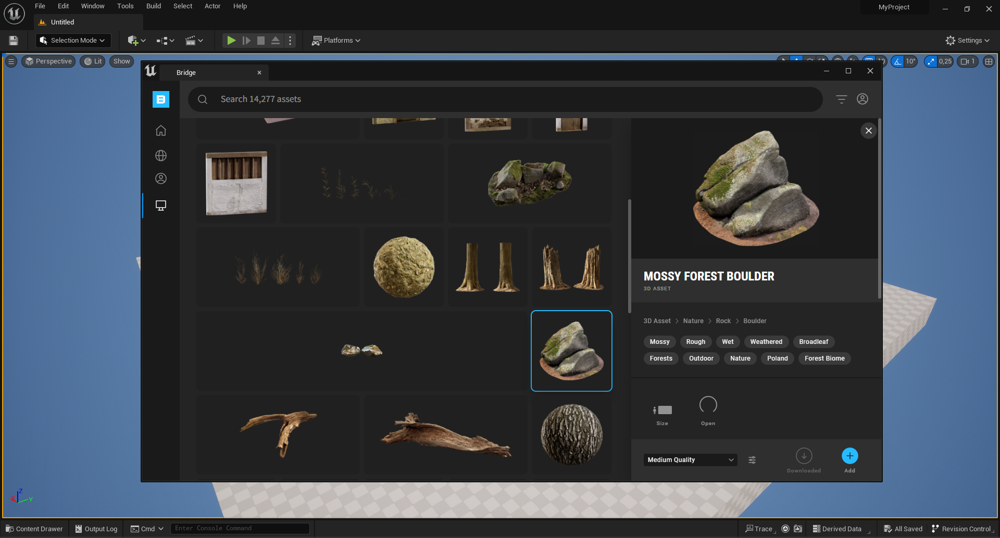 File Edit Window Tools Build Select Actor Help
MyProject
Untitled
Selection Mode
Platforms
Settings
Perspective Lit Show
10 10° 0,25 1
Bridge
Search 14,277 assets
MOSSY FOREST BOULDER
3D ASSET
3D Asset > Nature > Rock > Boulder
Mossy Rough Wet Weathered Broadleaf
Forests Outdoor Nature Poland Forest Biome
Size Open
Medium Quality
Downloaded Add
Z
X Y
Content Drawer Output Log Cmd Enter Console Command Trace Derived Data All Saved Revision Control